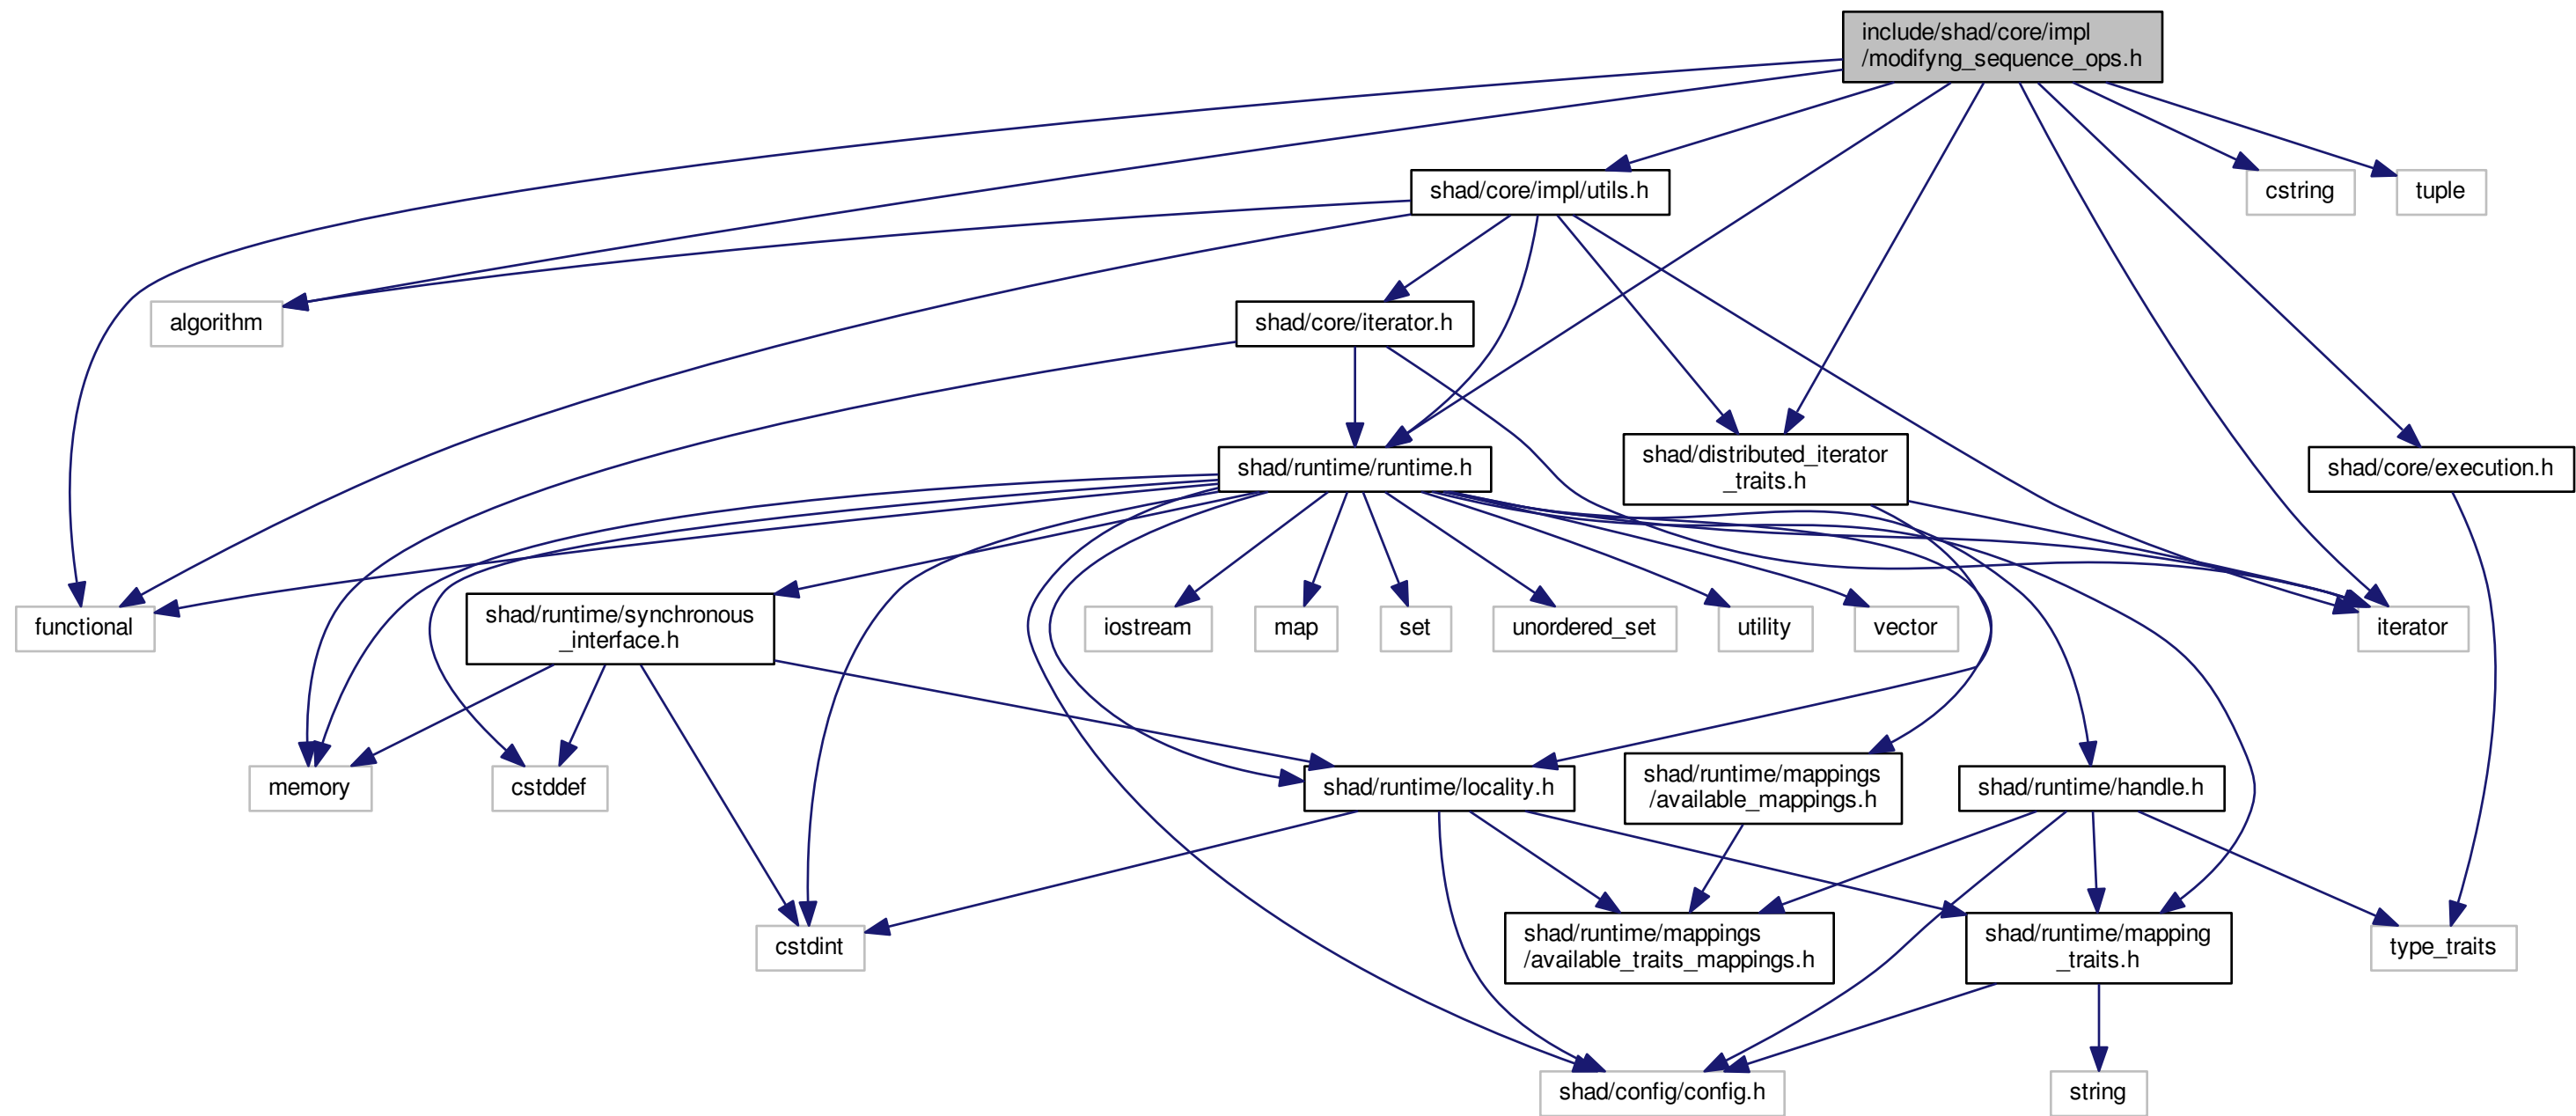 include/shad/core/impl
/modifyng_sequence_ops.h
shad/core/impl/utils.h
cstring
tuple
algorithm
shad/core/iterator.h
shad/runtime/runtime.h
shad/distributed_iterator
_traits.h
shad/core/execution.h
functional
shad/runtime/synchronous
_interface.h
iostream
map
set
unordered_set
utility
vector
iterator
memory
cstddef
shad/runtime/locality.h
shad/runtime/mappings
/available_mappings.h
shad/runtime/handle.h
cstdint
shad/runtime/mappings
/available_traits_mappings.h
shad/runtime/mapping
_traits.h
type_traits
shad/config/config.h
string